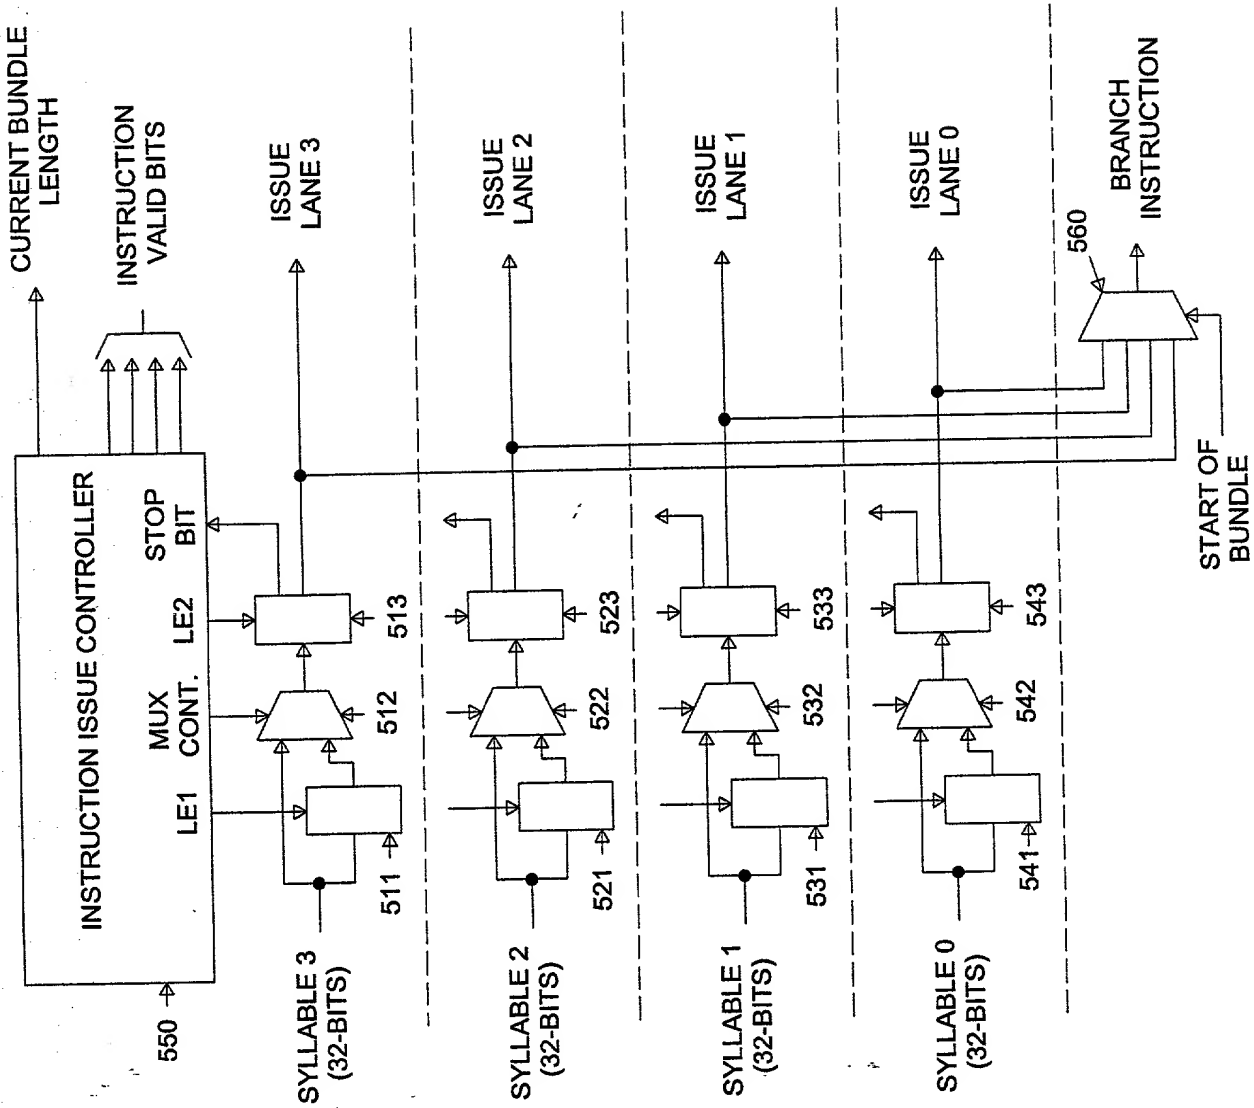 CURRENT BUNDLE
LENGTH
INSTRUCTION
VALID BITS
INSTRUCTION ISSUE CONTROLLER
LE1
MUX
CONT.
LE2
STOP
BIT
550
SYLLABLE 3
(32-BITS)
511
512
513
ISSUE
LANE 3
SYLLABLE 2
(32-BITS)
521
522
523
ISSUE
LANE 2
SYLLABLE 1
(32-BITS)
531
532
533
ISSUE
LANE 1
SYLLABLE 0
(32-BITS)
541
542
543
ISSUE
LANE 0
560
BRANCH
INSTRUCTION
START OF
BUNDLE